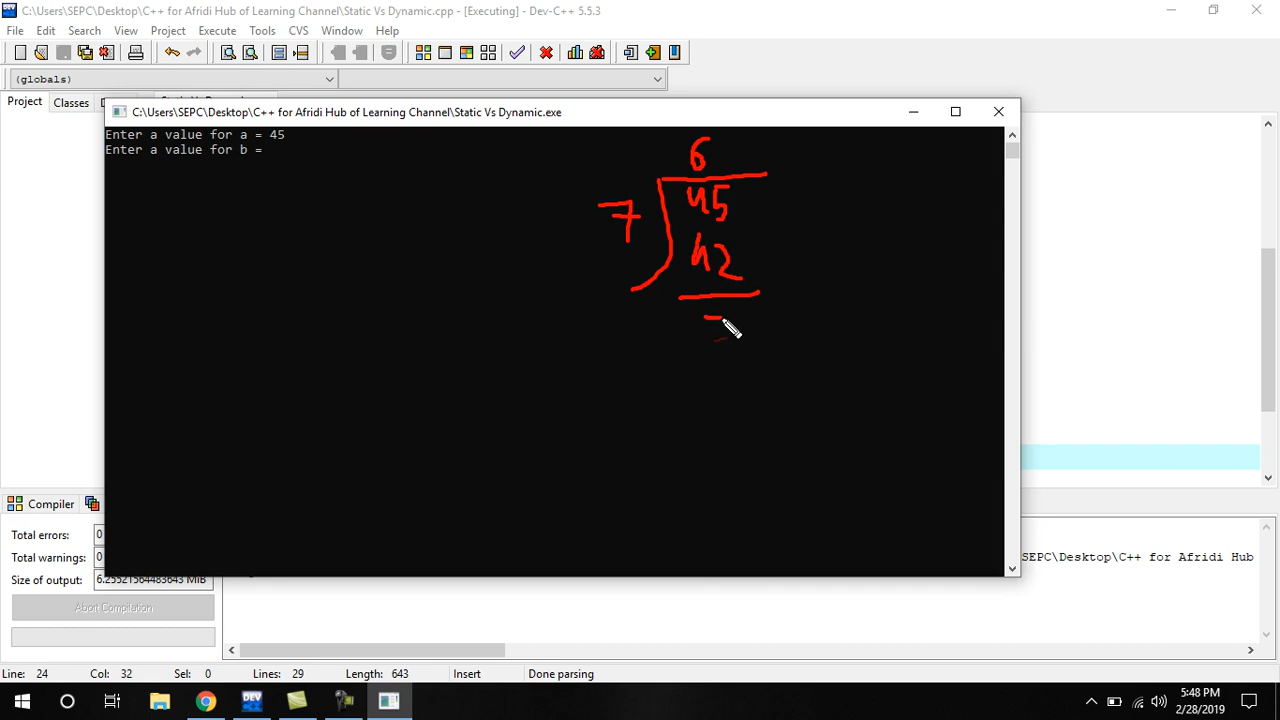 C:\Users\SEPC\Desktop\C++ for Afridi Hub of Learning Channel\Static Vs Dynamic.cpp - [Executing] - Dev-C++ 5.5.3
File Edit Search View Project Execute Tools CVS Window Help
(globals)
Project Classes
C:\Users\SEPC\Desktop\C++ for Afridi Hub of Learning Channel\Static Vs Dynamic.exe
Enter a value for a = 45
Enter a value for b =
6
7 45
42
Compiler
Total errors: 0
Total warnings: 0
SEPC\Desktop\C++ for Afridi Hub
Size of output: 6.25521564483643 MiB
Abort Compilation
Line: 24 Col: 32 Sel: 0 Lines: 29 Length: 643 Insert Done parsing
DEV
5:48 PM
2/28/2019